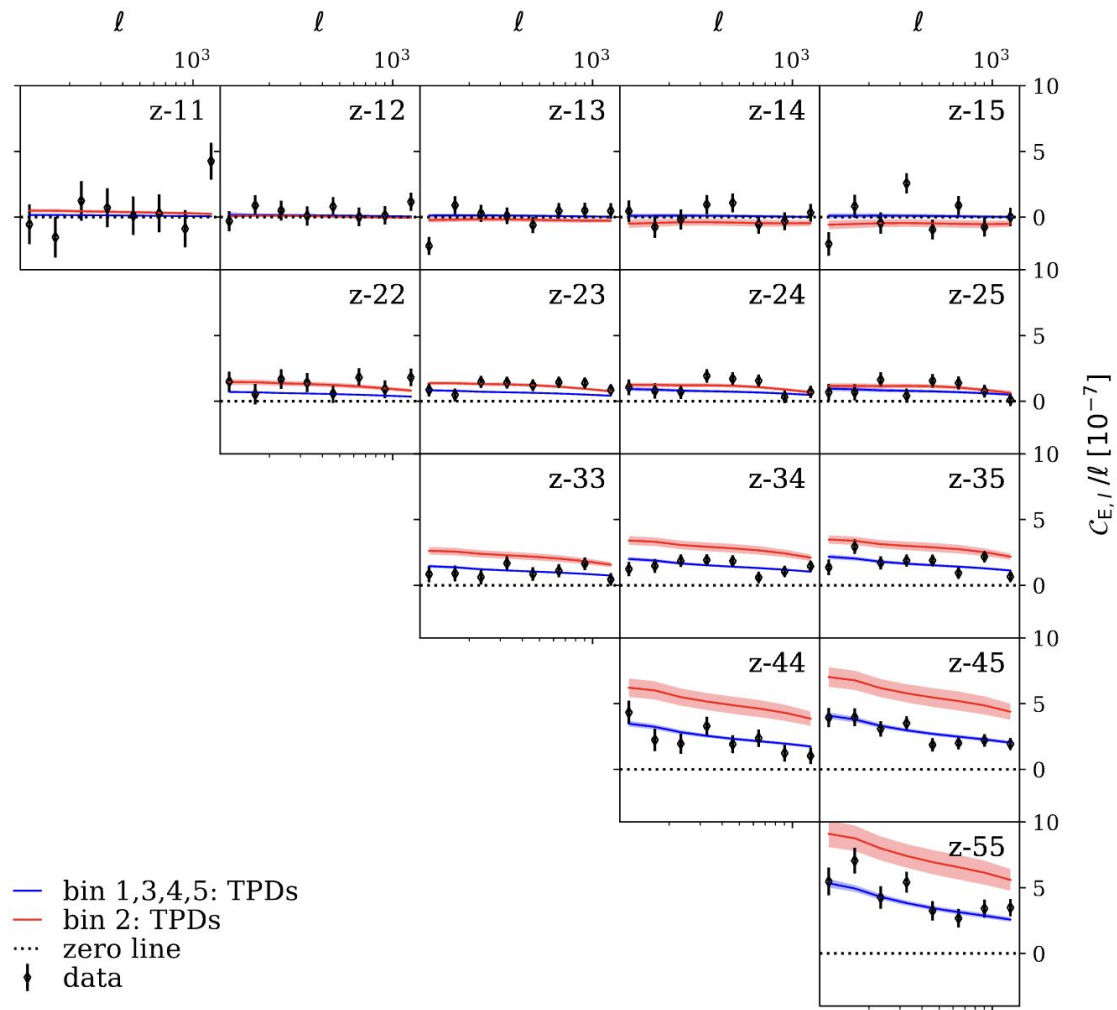 ℓ ℓ ℓ ℓ ℓ
10³ 10³ 10³ 10³ 10³
z-11 z-12 z-13 z-14 z-15 10
5
0
z-22 z-23 z-24 z-25 10
5
0
z-33 z-34 z-35 10
5
0
z-44 z-45 10
5
0
z-55 10
5
0
C_E,l/ℓ [10⁻⁷]
bin 1,3,4,5: TPDs
bin 2: TPDs
zero line
data